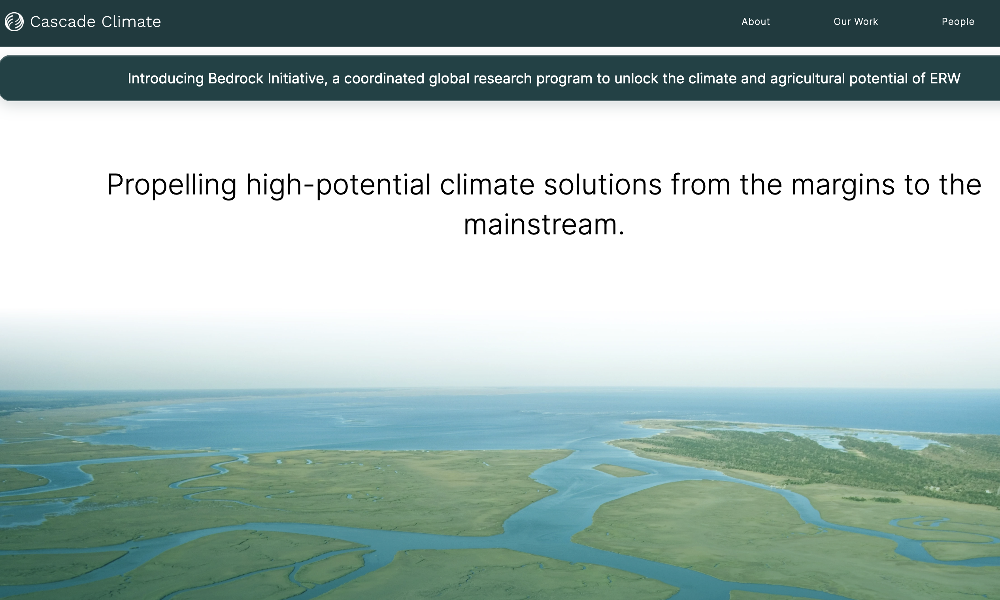 Cascade Climate
About
Our Work
People
Introducing Bedrock Initiative, a coordinated global research program to unlock the climate and agricultural potential of ERW
Propelling high-potential climate solutions from the margins to the
mainstream.